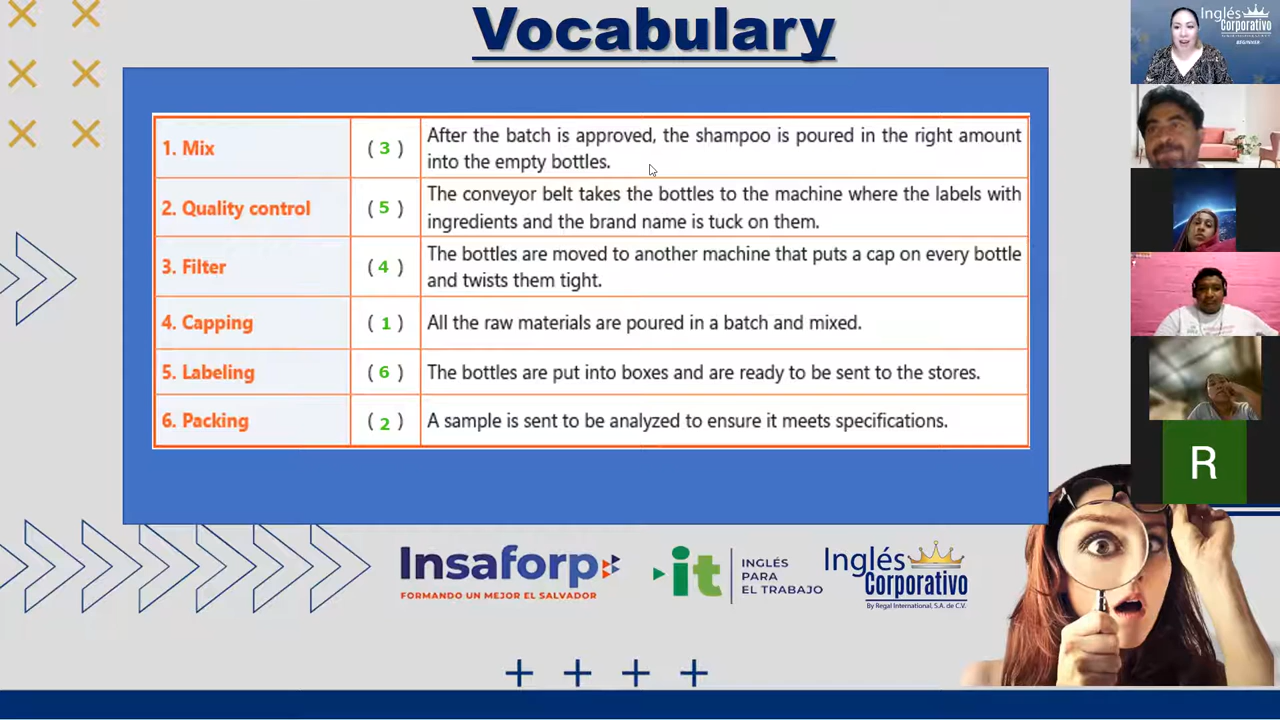 Vocabulary
1. Mix
( 3 )
After the batch is approved, the shampoo is poured in the right amount
into the empty bottles.
2. Quality control
( 5 )
The conveyor belt takes the bottles to the machine where the labels with
ingredients and the brand name is tuck on them.
3. Filter
( 4 )
The bottles are moved to another machine that puts a cap on every bottle
and twists them tight.
4. Capping
( 1 )
All the raw materials are poured in a batch and mixed.
5. Labeling
( 6 )
The bottles are put into boxes and are ready to be sent to the stores.
6. Packing
( 2 )
A sample is sent to be analyzed to ensure it meets specifications.
Insaforp
FORMANDO UN MEJOR EL SALVADOR
it
INGLÉS
PARA
EL TRABAJO
Inglés
Corporativo
By Regal International, S.A. de C.V.
Inglés
Corporativo
BEGINNER
R